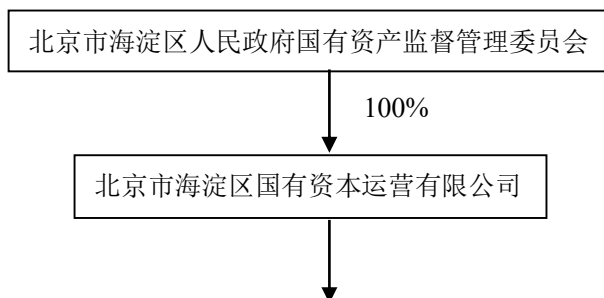 北京市海淀区人民政府国有资产监督管理委员会
100%
北京市海淀区国有资本运营有限公司